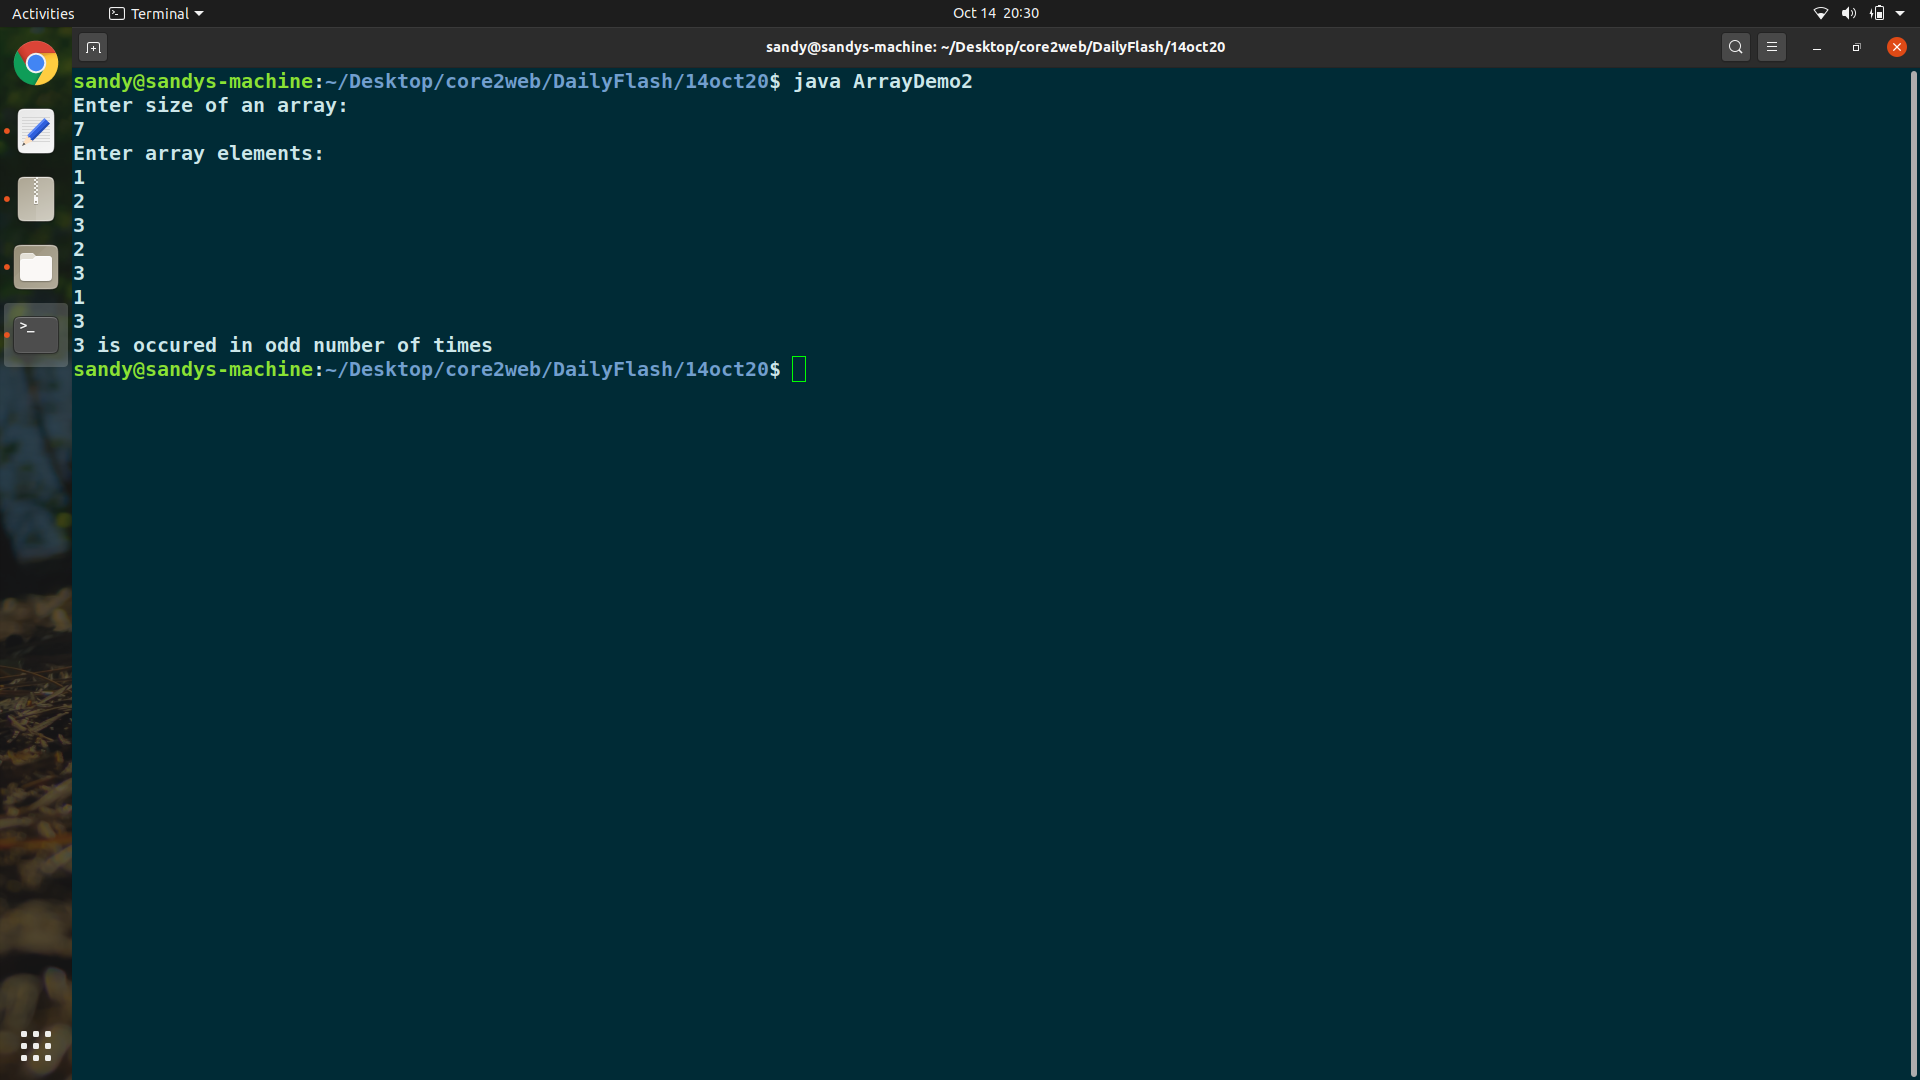 Activities
Terminal
Oct 14 20:30
sandy@sandys-machine: ~/Desktop/core2web/DailyFlash/14oct20
sandy@sandys-machine:~/Desktop/core2web/DailyFlash/14oct20$ java ArrayDemo2
Enter size of an array:
7
Enter array elements:
1
2
3
2
3
1
3
3 is occured in odd number of times
sandy@sandys-machine:~/Desktop/core2web/DailyFlash/14oct20$